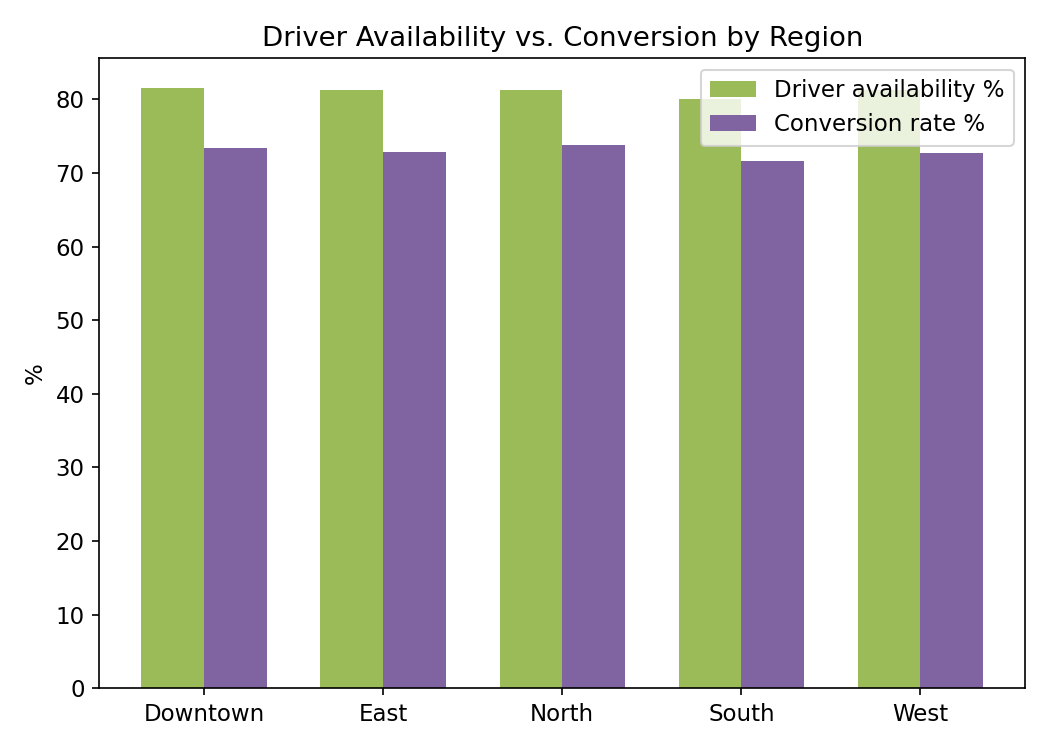 Driver Availability vs. Conversion by Region
Driver availability %
Conversion rate %
80
70
60
50
40
30
20
10
0
%
Downtown East North South West